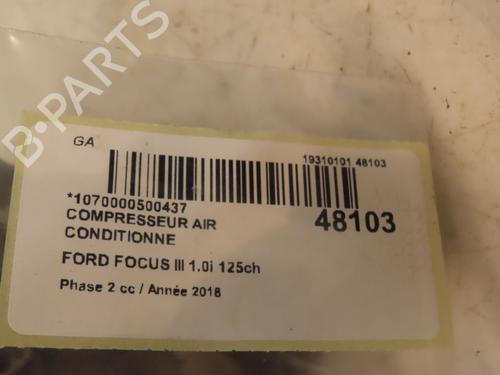 B-PARTS
GA
19310101 48103
*1070000500437
48103
COMPRESSEUR AIR
CONDITIONNE
FORD FOCUS III 1.0i 125ch
Phase 2 cc / Année 2018